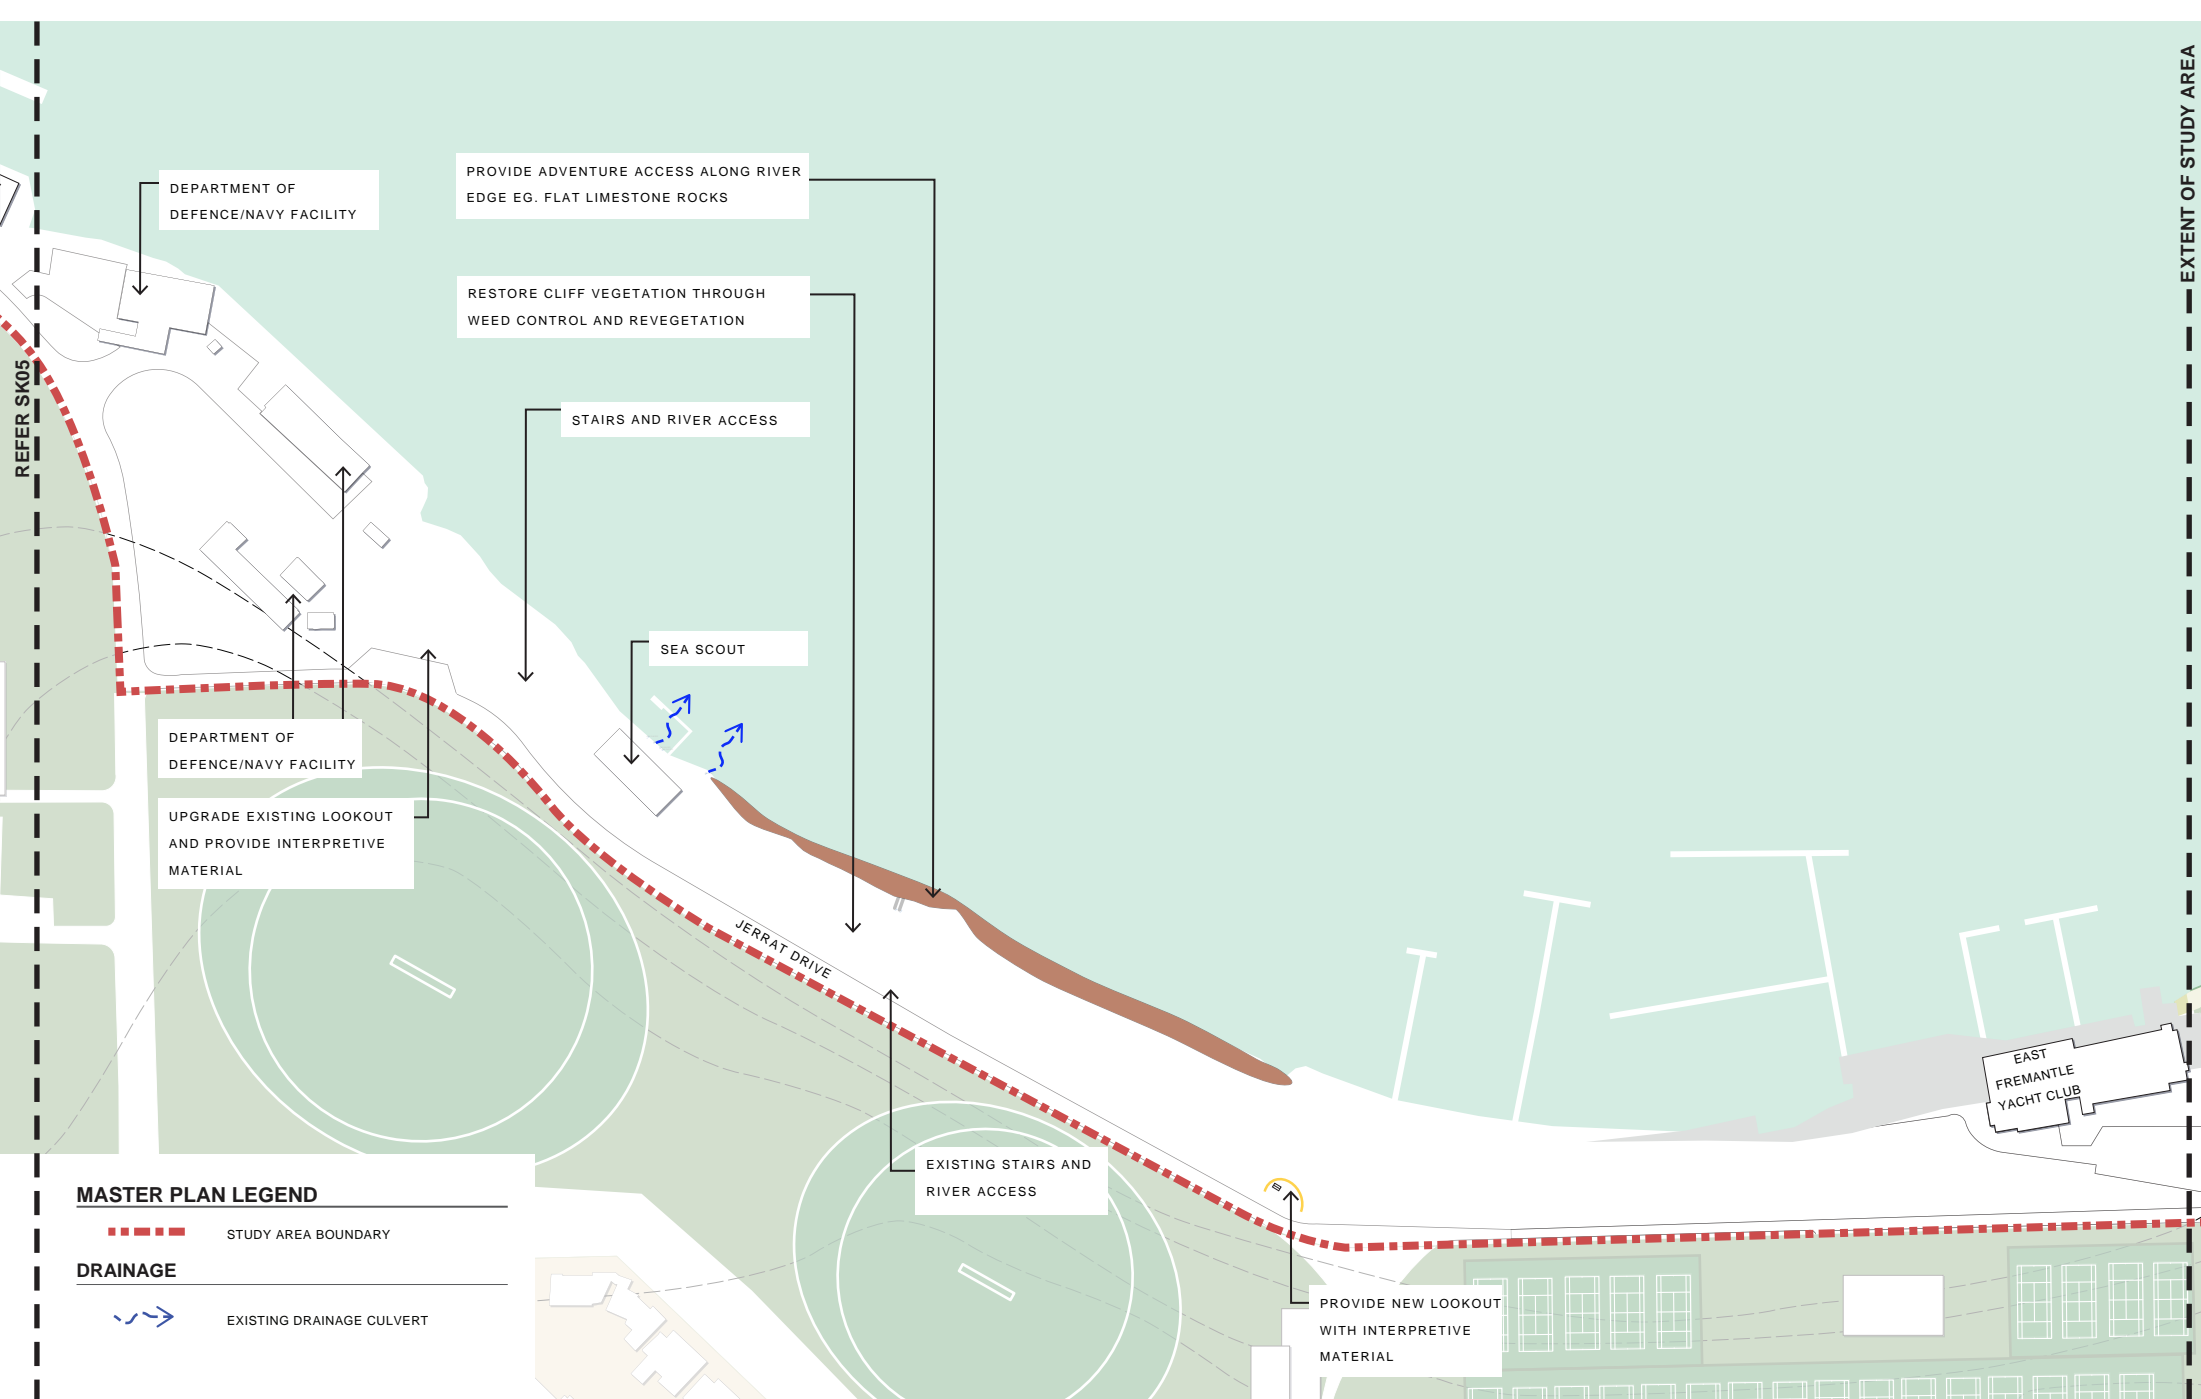 EXTENT OF STUDY AREA
DEPARTMENT OF
DEFENCE/NAVY FACILITY
PROVIDE ADVENTURE ACCESS ALONG RIVER
EDGE EG. FLAT LIMESTONE ROCKS
RESTORE CLIFF VEGETATION THROUGH
WEED CONTROL AND REVEGETATION
REFER SK05
STAIRS AND RIVER ACCESS
SEA SCOUT
DEPARTMENT OF
DEFENCE/NAVY FACILITY
UPGRADE EXISTING LOOKOUT
AND PROVIDE INTERPRETIVE
MATERIAL
JERRAT DRIVE
EAST
FREMANTLE
YACHT CLUB
EXISTING STAIRS AND
RIVER ACCESS
PROVIDE NEW LOOKOUT
WITH INTERPRETIVE
MATERIAL
MASTER PLAN LEGEND
STUDY AREA BOUNDARY
DRAINAGE
EXISTING DRAINAGE CULVERT